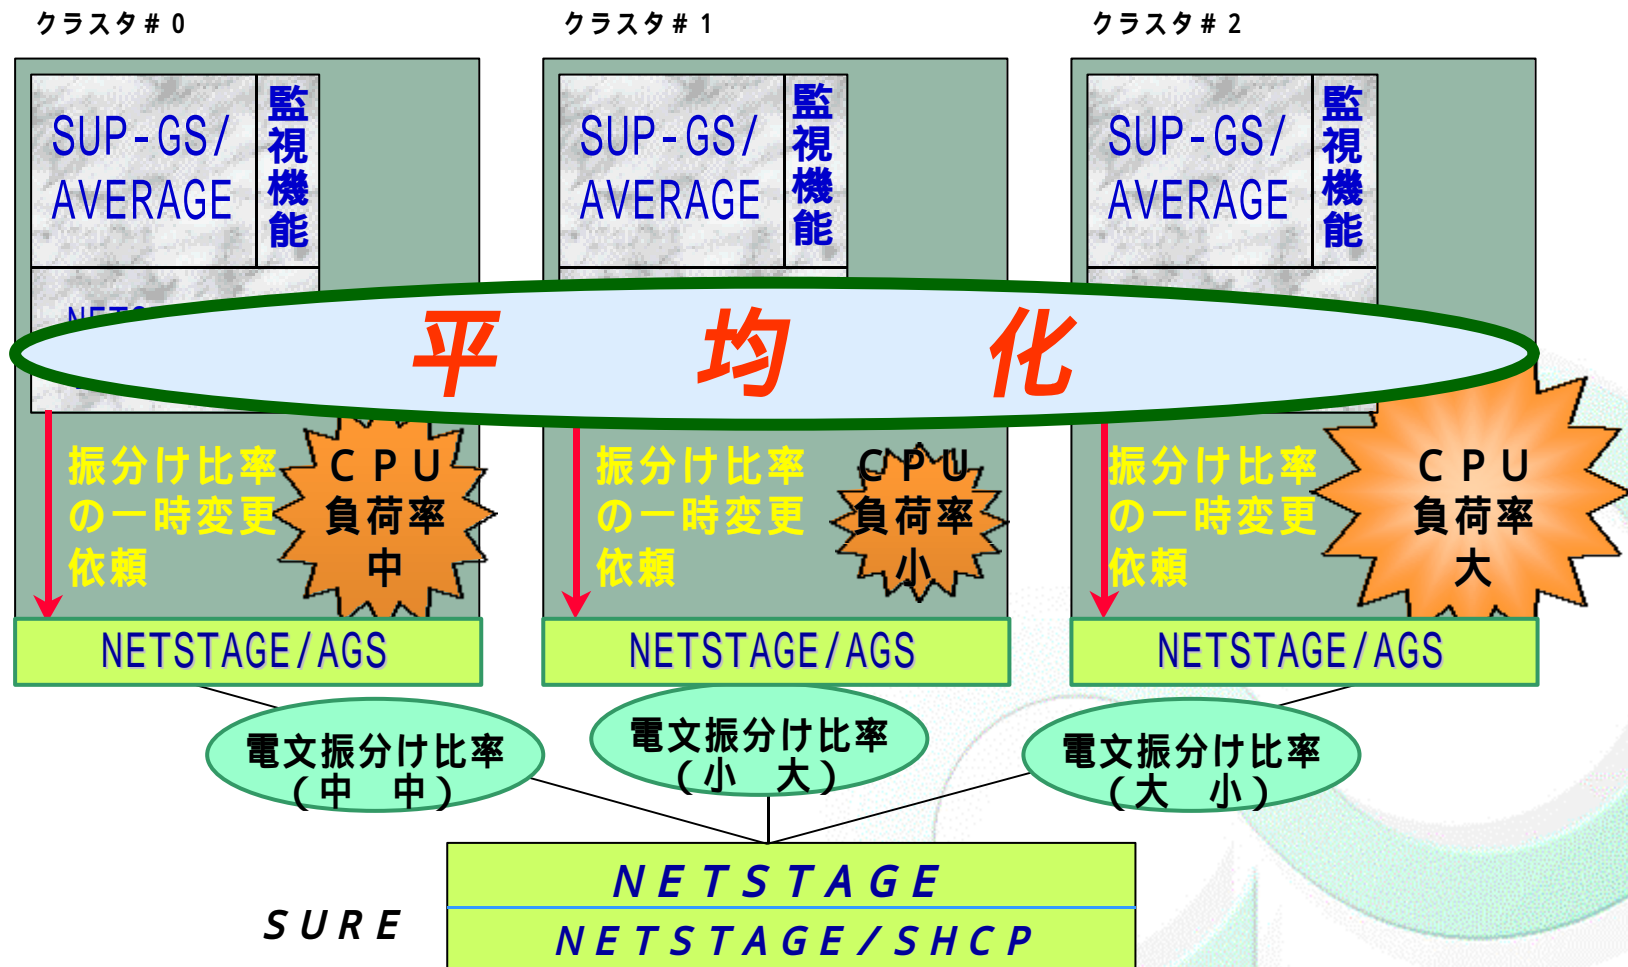 クラスタ＃０
クラスタ＃１
クラスタ＃２
SUP-GS/
AVERAGE
監視機能
SUP-GS/
AVERAGE
監視機能
SUP-GS/
AVERAGE
監視機能
平均化
振分け比率
の一時変更
依頼
ＣＰＵ
負荷率
中
振分け比率
の一時変更
依頼
ＣＰＵ
負荷率
小
振分け比率
の一時変更
依頼
ＣＰＵ
負荷率
大
NETSTAGE/AGS
NETSTAGE/AGS
NETSTAGE/AGS
電文振分け比率
（中　中）
電文振分け比率
（小　大）
電文振分け比率
（大　小）
NETSTAGE
SURE
NETSTAGE/SHCP